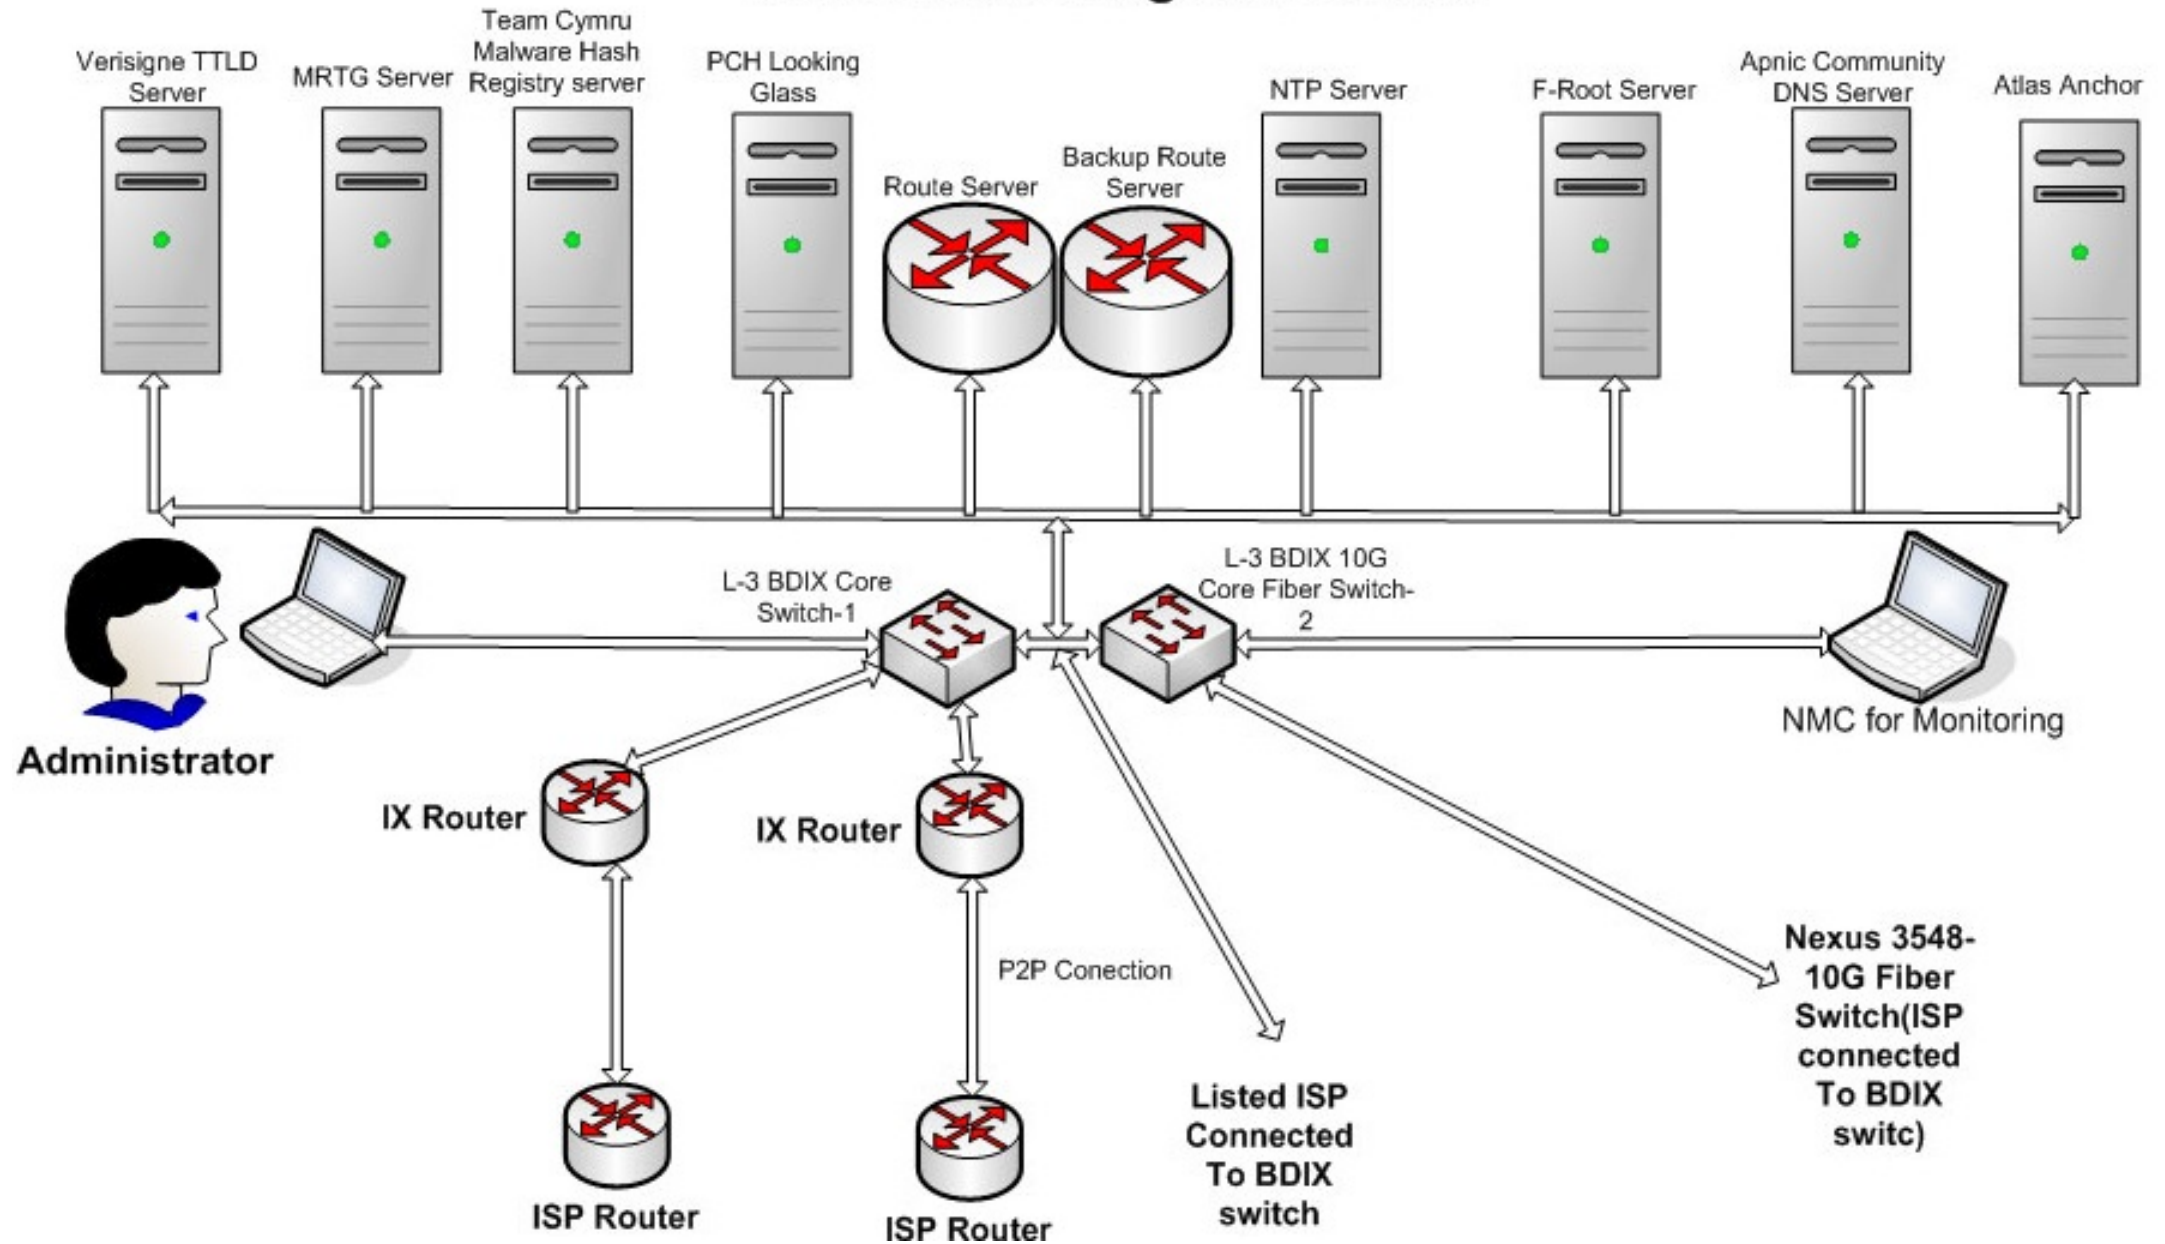 Team Cymru
Malware Hash
Registry server
Verisigne TTLD
Server
MRTG Server
PCH Looking
Glass
Route Server
Backup Route
Server
NTP Server
F-Root Server
Apnic Community
DNS Server
Atlas Anchor
L-3 BDIX Core
Switch-1
L-3 BDIX 10G
Core Fiber Switch-
2
Administrator
NMC for Monitoring
IX Router
IX Router
P2P Conection
ISP Router
ISP Router
Listed ISP
Connected
To BDIX
switch
Nexus 3548-
10G Fiber
Switch(ISP
connected
To BDIX
switc)